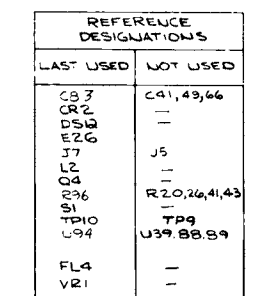 REFERENCE
DESIGNATIONS
LAST USED NOT USED
C83 C41, 49, 66
CR2 —
DS12 —
E26
J7 J5
L2 —
Q4 —
R96 R20, 26, 41, 43
S1 —
TP10 TP9
U94 U39. 88. 89
FL4 —
VR1 —